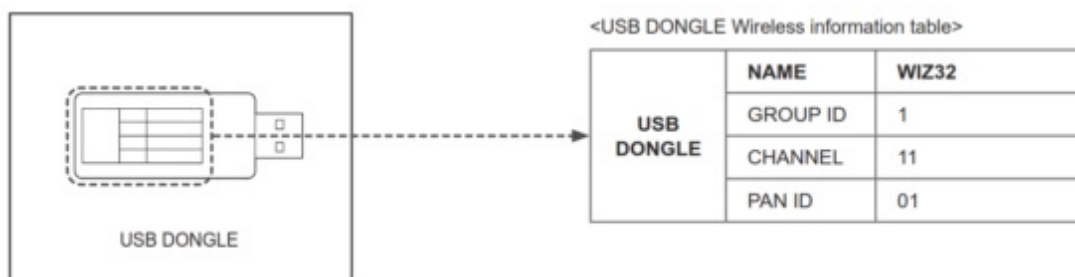 <USB DONGLE Wireless information table>
NAME WIZ32
USB DONGLE
GROUP ID 1
CHANNEL 11
PAN ID 01
USB DONGLE